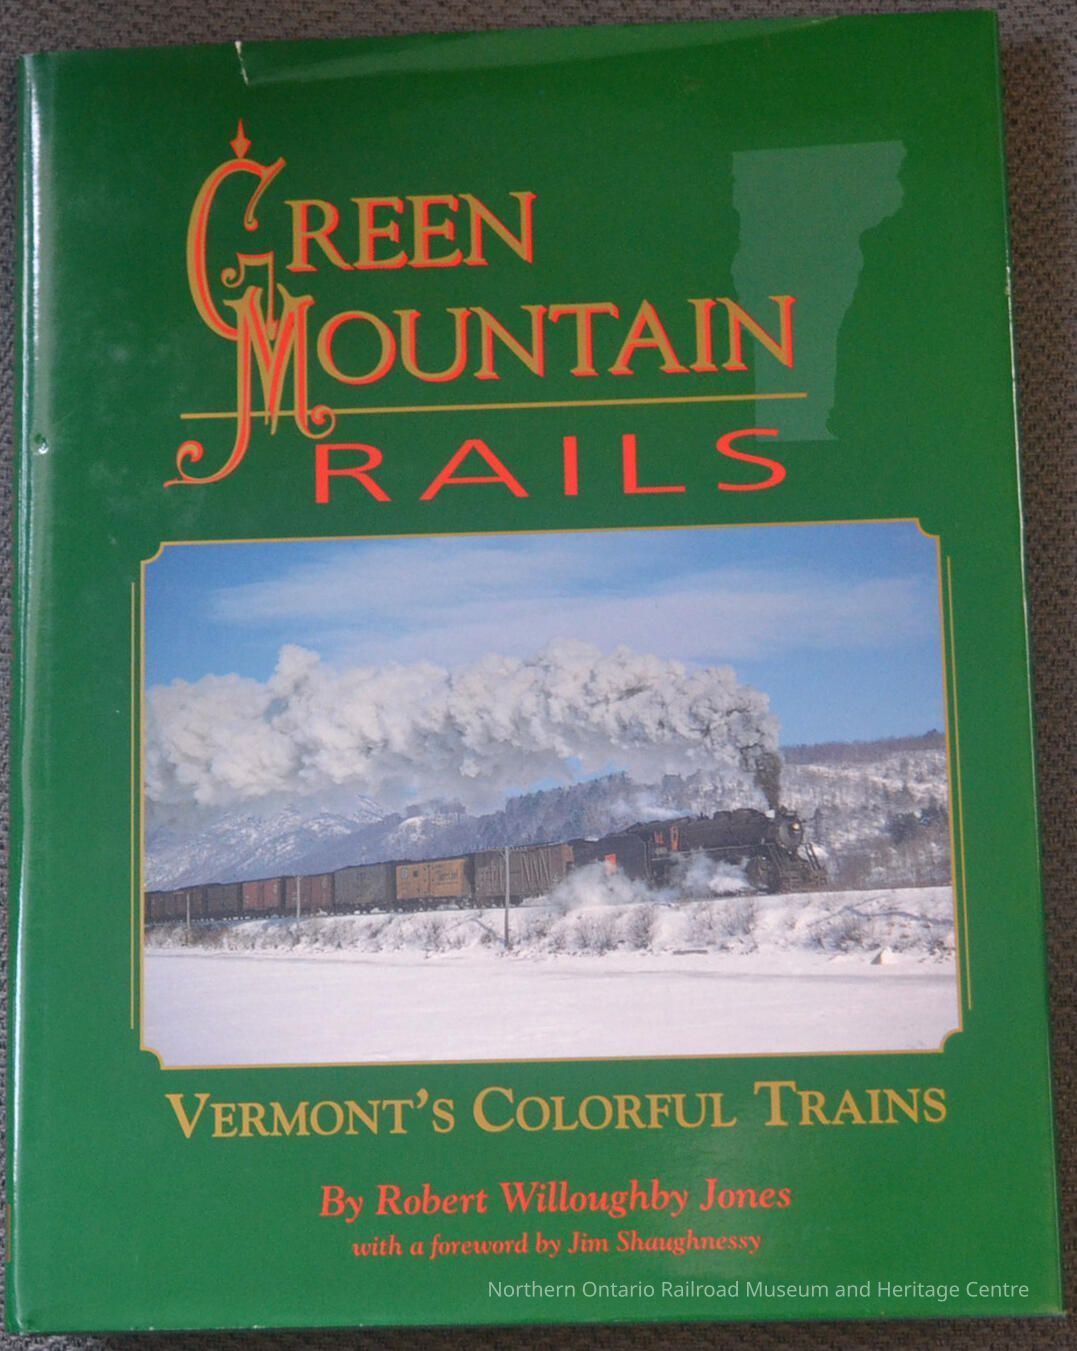 GREEN
MOUNTAIN
RAILS
VERMONT'S COLORFUL TRAINS
By Robert Willoughby Jones
with a foreword by Jim Shaughnessy
Northern Ontario Railroad Museum and Heritage Centre